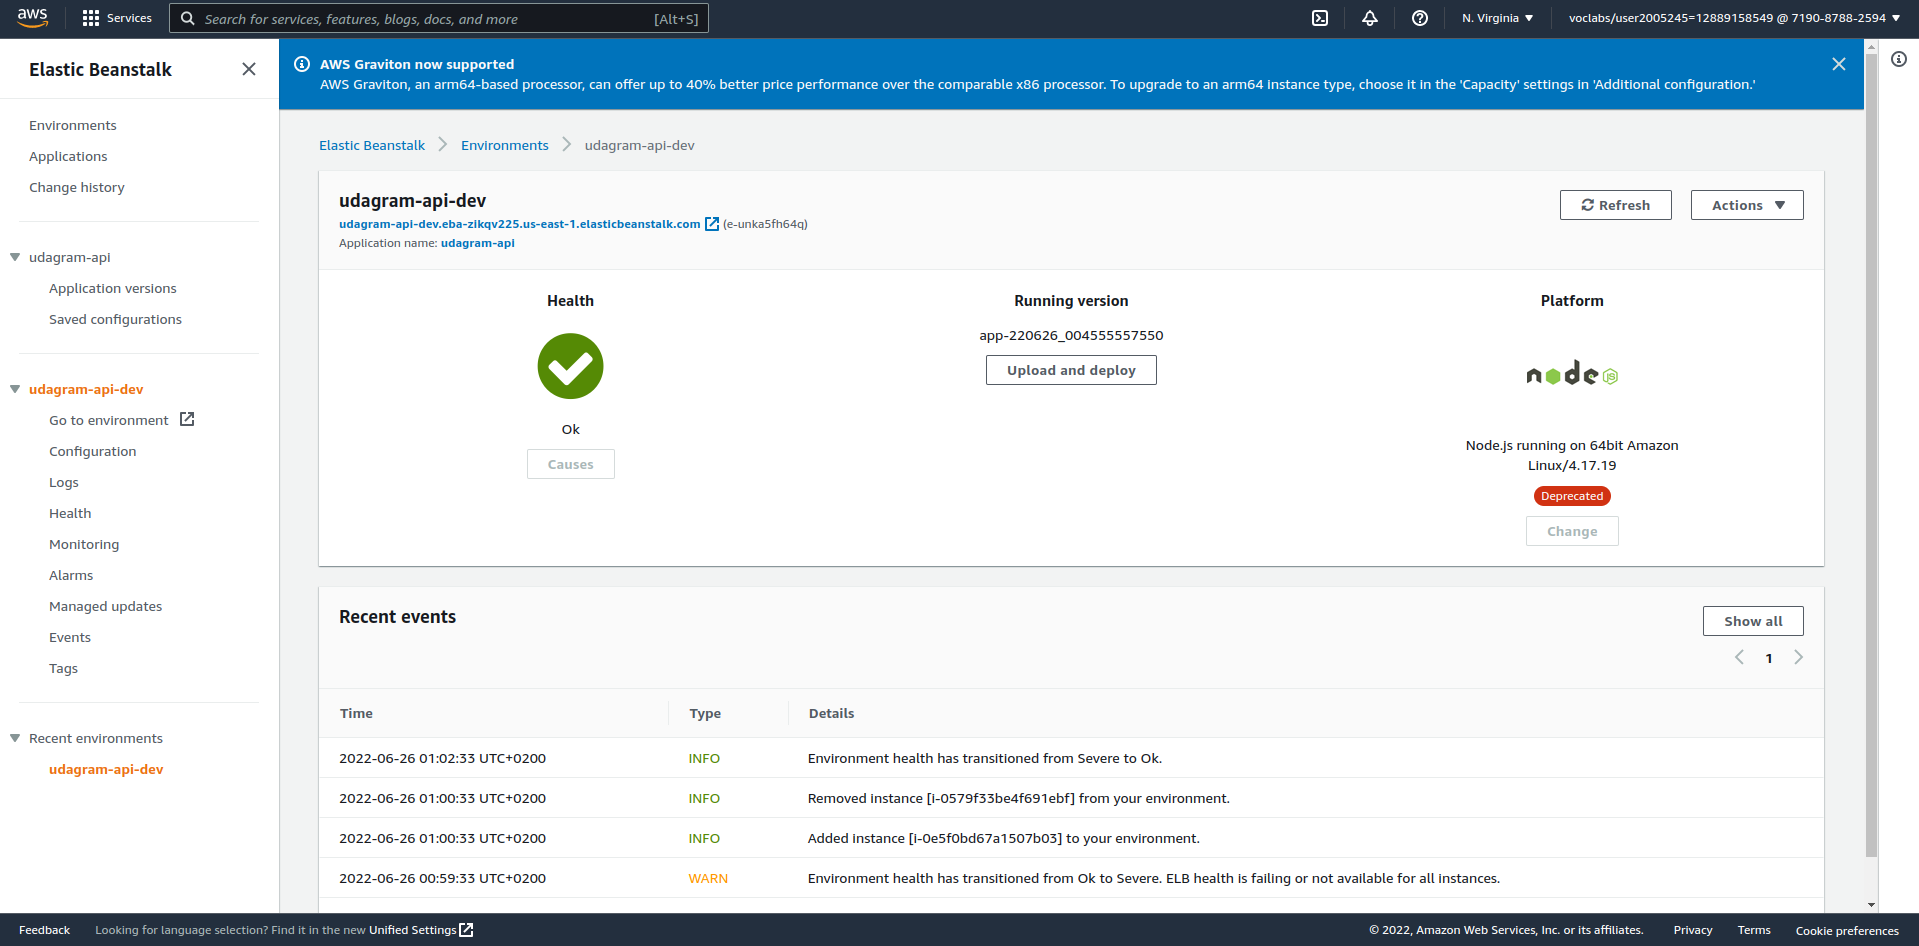 aws
Services
Search for services, features, blogs, docs, and more [Alt+S]
N. Virginia
voclabs/user2005245=12889158549 @ 7190-8788-2594
Elastic Beanstalk
Environments
Applications
Change history
udagram-api
Application versions
Saved configurations
udagram-api-dev
Go to environment
Configuration
Logs
Health
Monitoring
Alarms
Managed updates
Events
Tags
Recent environments
udagram-api-dev
AWS Graviton now supported
AWS Graviton, an arm64-based processor, can offer up to 40% better price performance over the comparable x86 processor. To upgrade to an arm64 instance type, choose it in the 'Capacity' settings in 'Additional configuration.'
Elastic Beanstalk > Environments > udagram-api-dev
udagram-api-dev
udagram-api-dev.eba-zikqv225.us-east-1.elasticbeanstalk.com (e-unka5fh64q)
Application name: udagram-api
Refresh
Actions
Health
Ok
Causes
Running version
app-220626_004555557550
Upload and deploy
Platform
node JS
Node.js running on 64bit Amazon
Linux/4.17.19
Deprecated
Change
Recent events
Show all
1
Time Type Details
2022-06-26 01:02:33 UTC+0200 INFO Environment health has transitioned from Severe to Ok.
2022-06-26 01:00:33 UTC+0200 INFO Removed instance [i-0579f33be4f691ebf] from your environment.
2022-06-26 01:00:33 UTC+0200 INFO Added instance [i-0e5f0bd67a1507b03] to your environment.
2022-06-26 00:59:33 UTC+0200 WARN Environment health has transitioned from Ok to Severe. ELB health is failing or not available for all instances.
Feedback
Looking for language selection? Find it in the new Unified Settings
© 2022, Amazon Web Services, Inc. or its affiliates.
Privacy
Terms
Cookie preferences